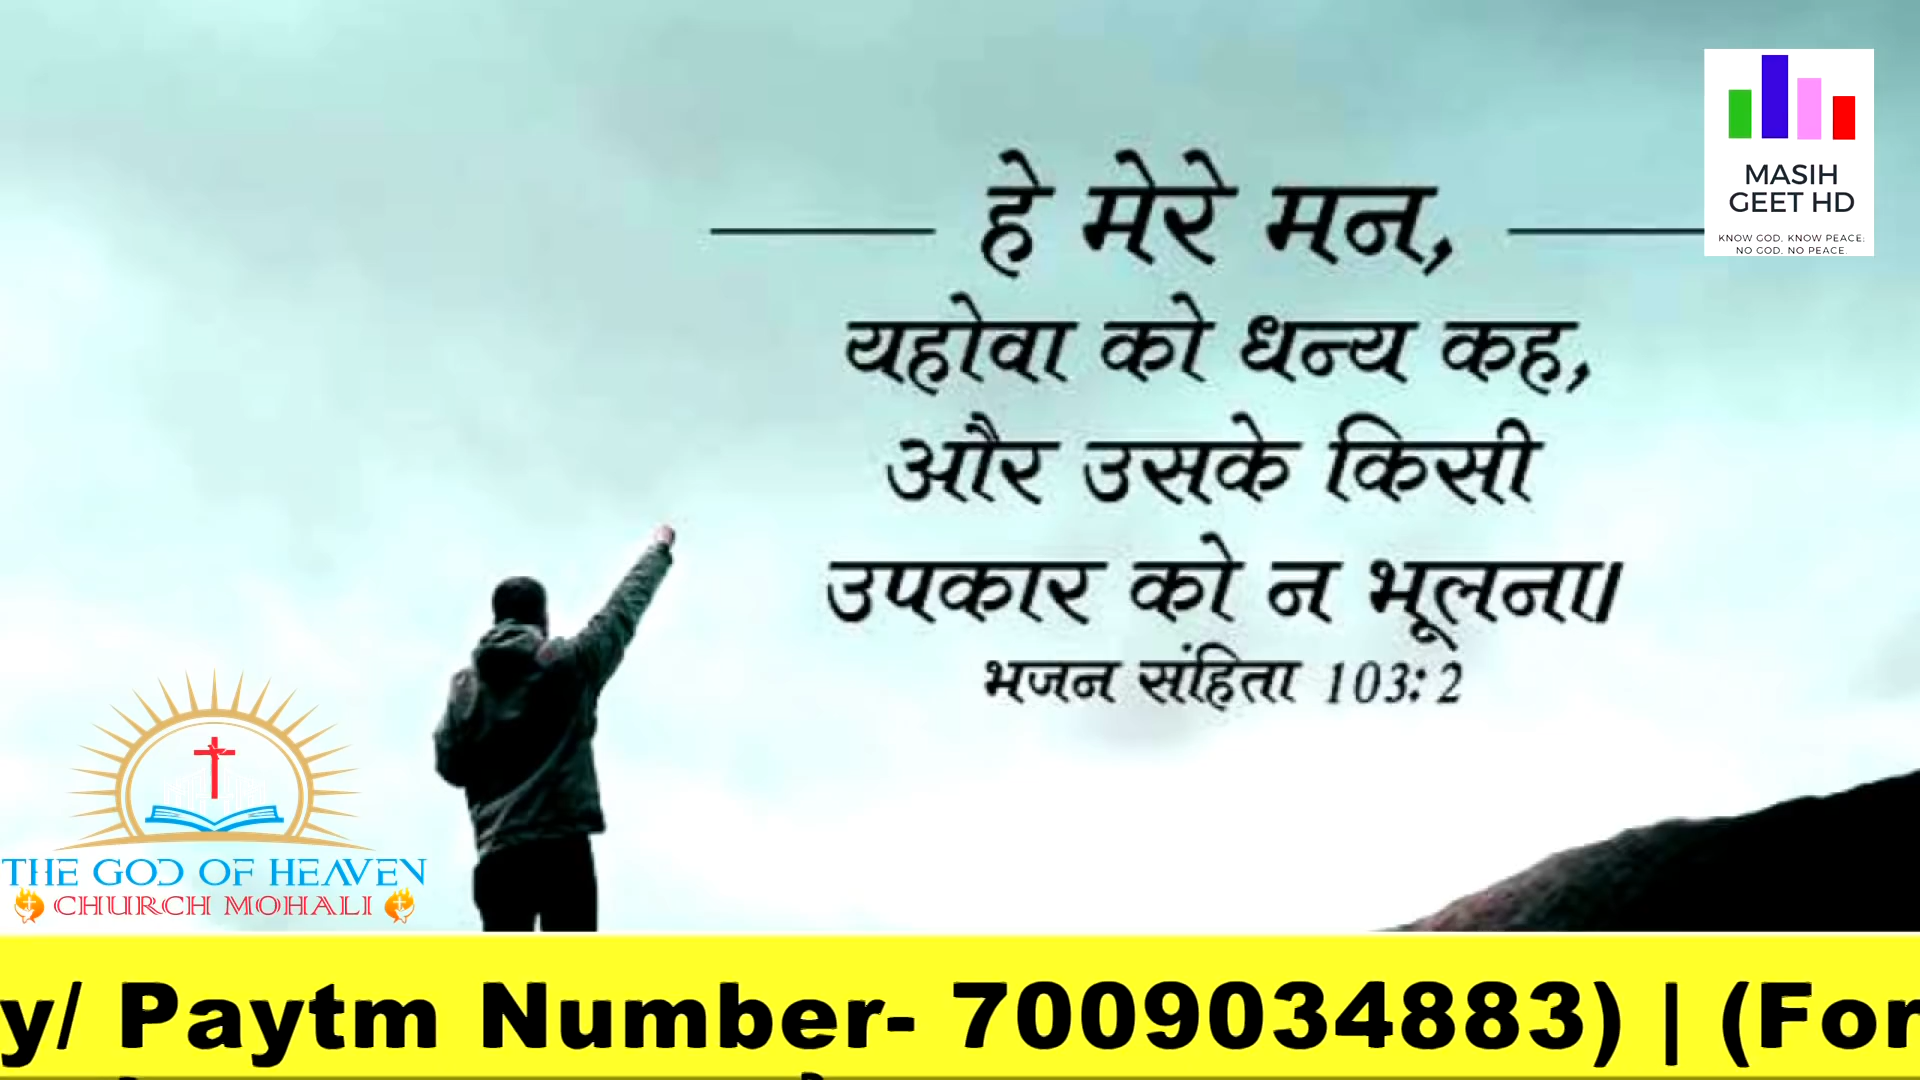 हे मेरे मन,
यहोवा को धन्य कह,
और उसके किसी
उपकार को न भूलना।
भजन संहिता 103:2
MASIH
GEET HD
KNOW GOD, KNOW PEACE;
NO GOD, NO PEACE.
THE GOD OF HEAVEN
CHURCH MOHALI
y/ Paytm Number- 7009034883) | (For